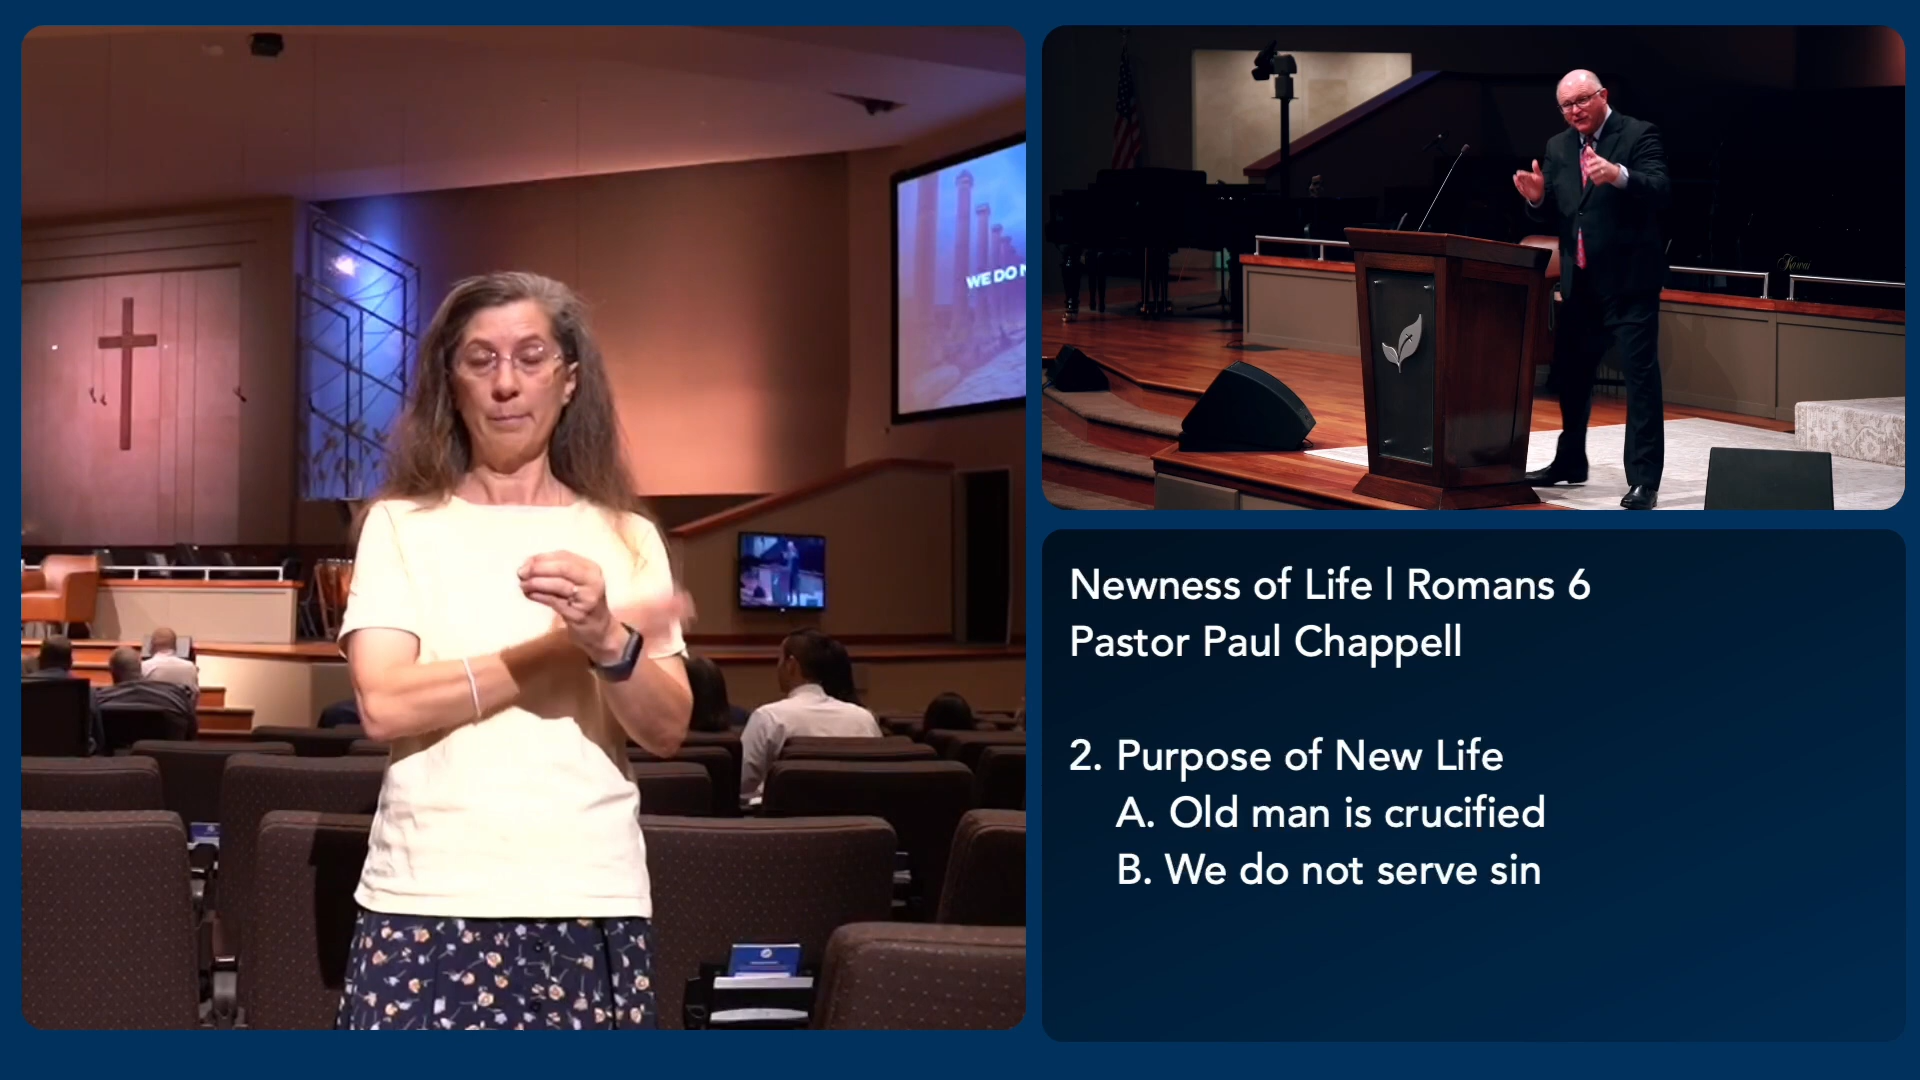 WE DO N
Kawai
Newness of Life | Romans 6
Pastor Paul Chappell
2. Purpose of New Life
A. Old man is crucified
B. We do not serve sin